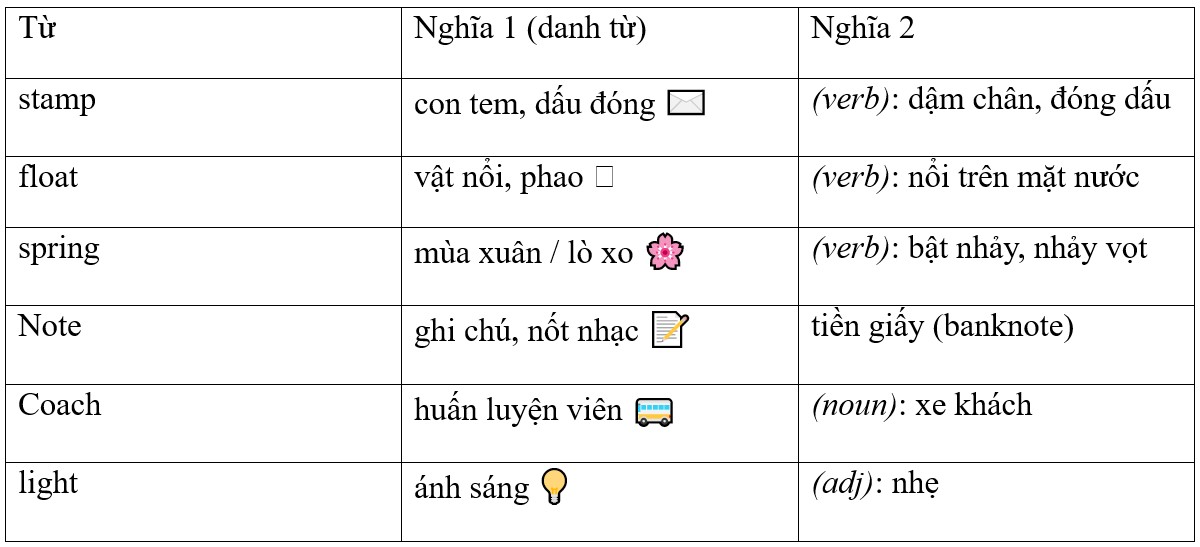 Từ Nghĩa 1 (danh từ) Nghĩa 2
stamp con tem, dấu đóng ✉ (verb): dậm chân, đóng dấu
float vật nổi, phao □ (verb): nổi trên mặt nước
spring mùa xuân / lò xo 🌸 (verb): bật nhảy, nhảy vọt
Note ghi chú, nốt nhạc 📝 tiền giấy (banknote)
Coach huấn luyện viên 🚌 (noun): xe khách
light ánh sáng 💡 (adj): nhẹ